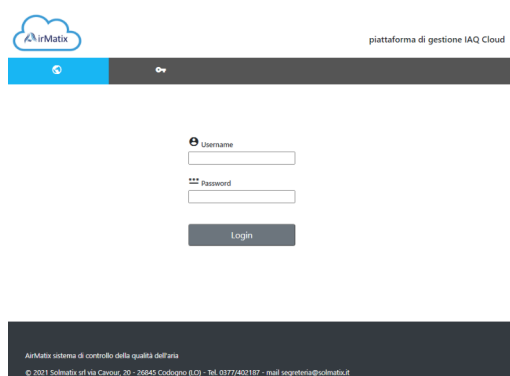 AirMatix
piattaforma di gestione IAQ Cloud
Username
Password
Login
AirMatix sistema di controllo della qualità dell'aria
© 2021 Solmatix srl via Cavour, 20 - 26845 Codogno (LO) - Tel. 0377/402187 - mail segreteria@solmatix.it